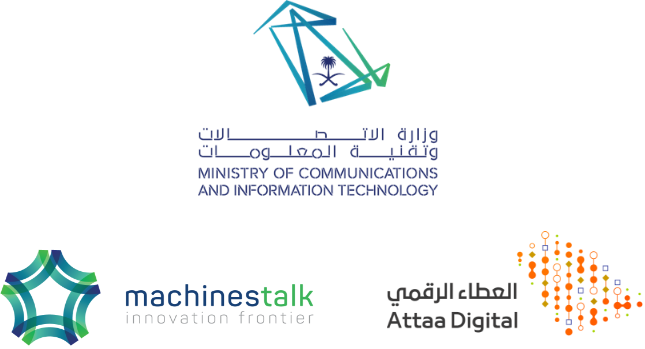 وزارة الاتصالات
وتقنية المعلومات
MINISTRY OF COMMUNICATIONS
AND INFORMATION TECHNOLOGY
machinestalk
innovation frontier
العطاء الرقمي
Attaa Digital